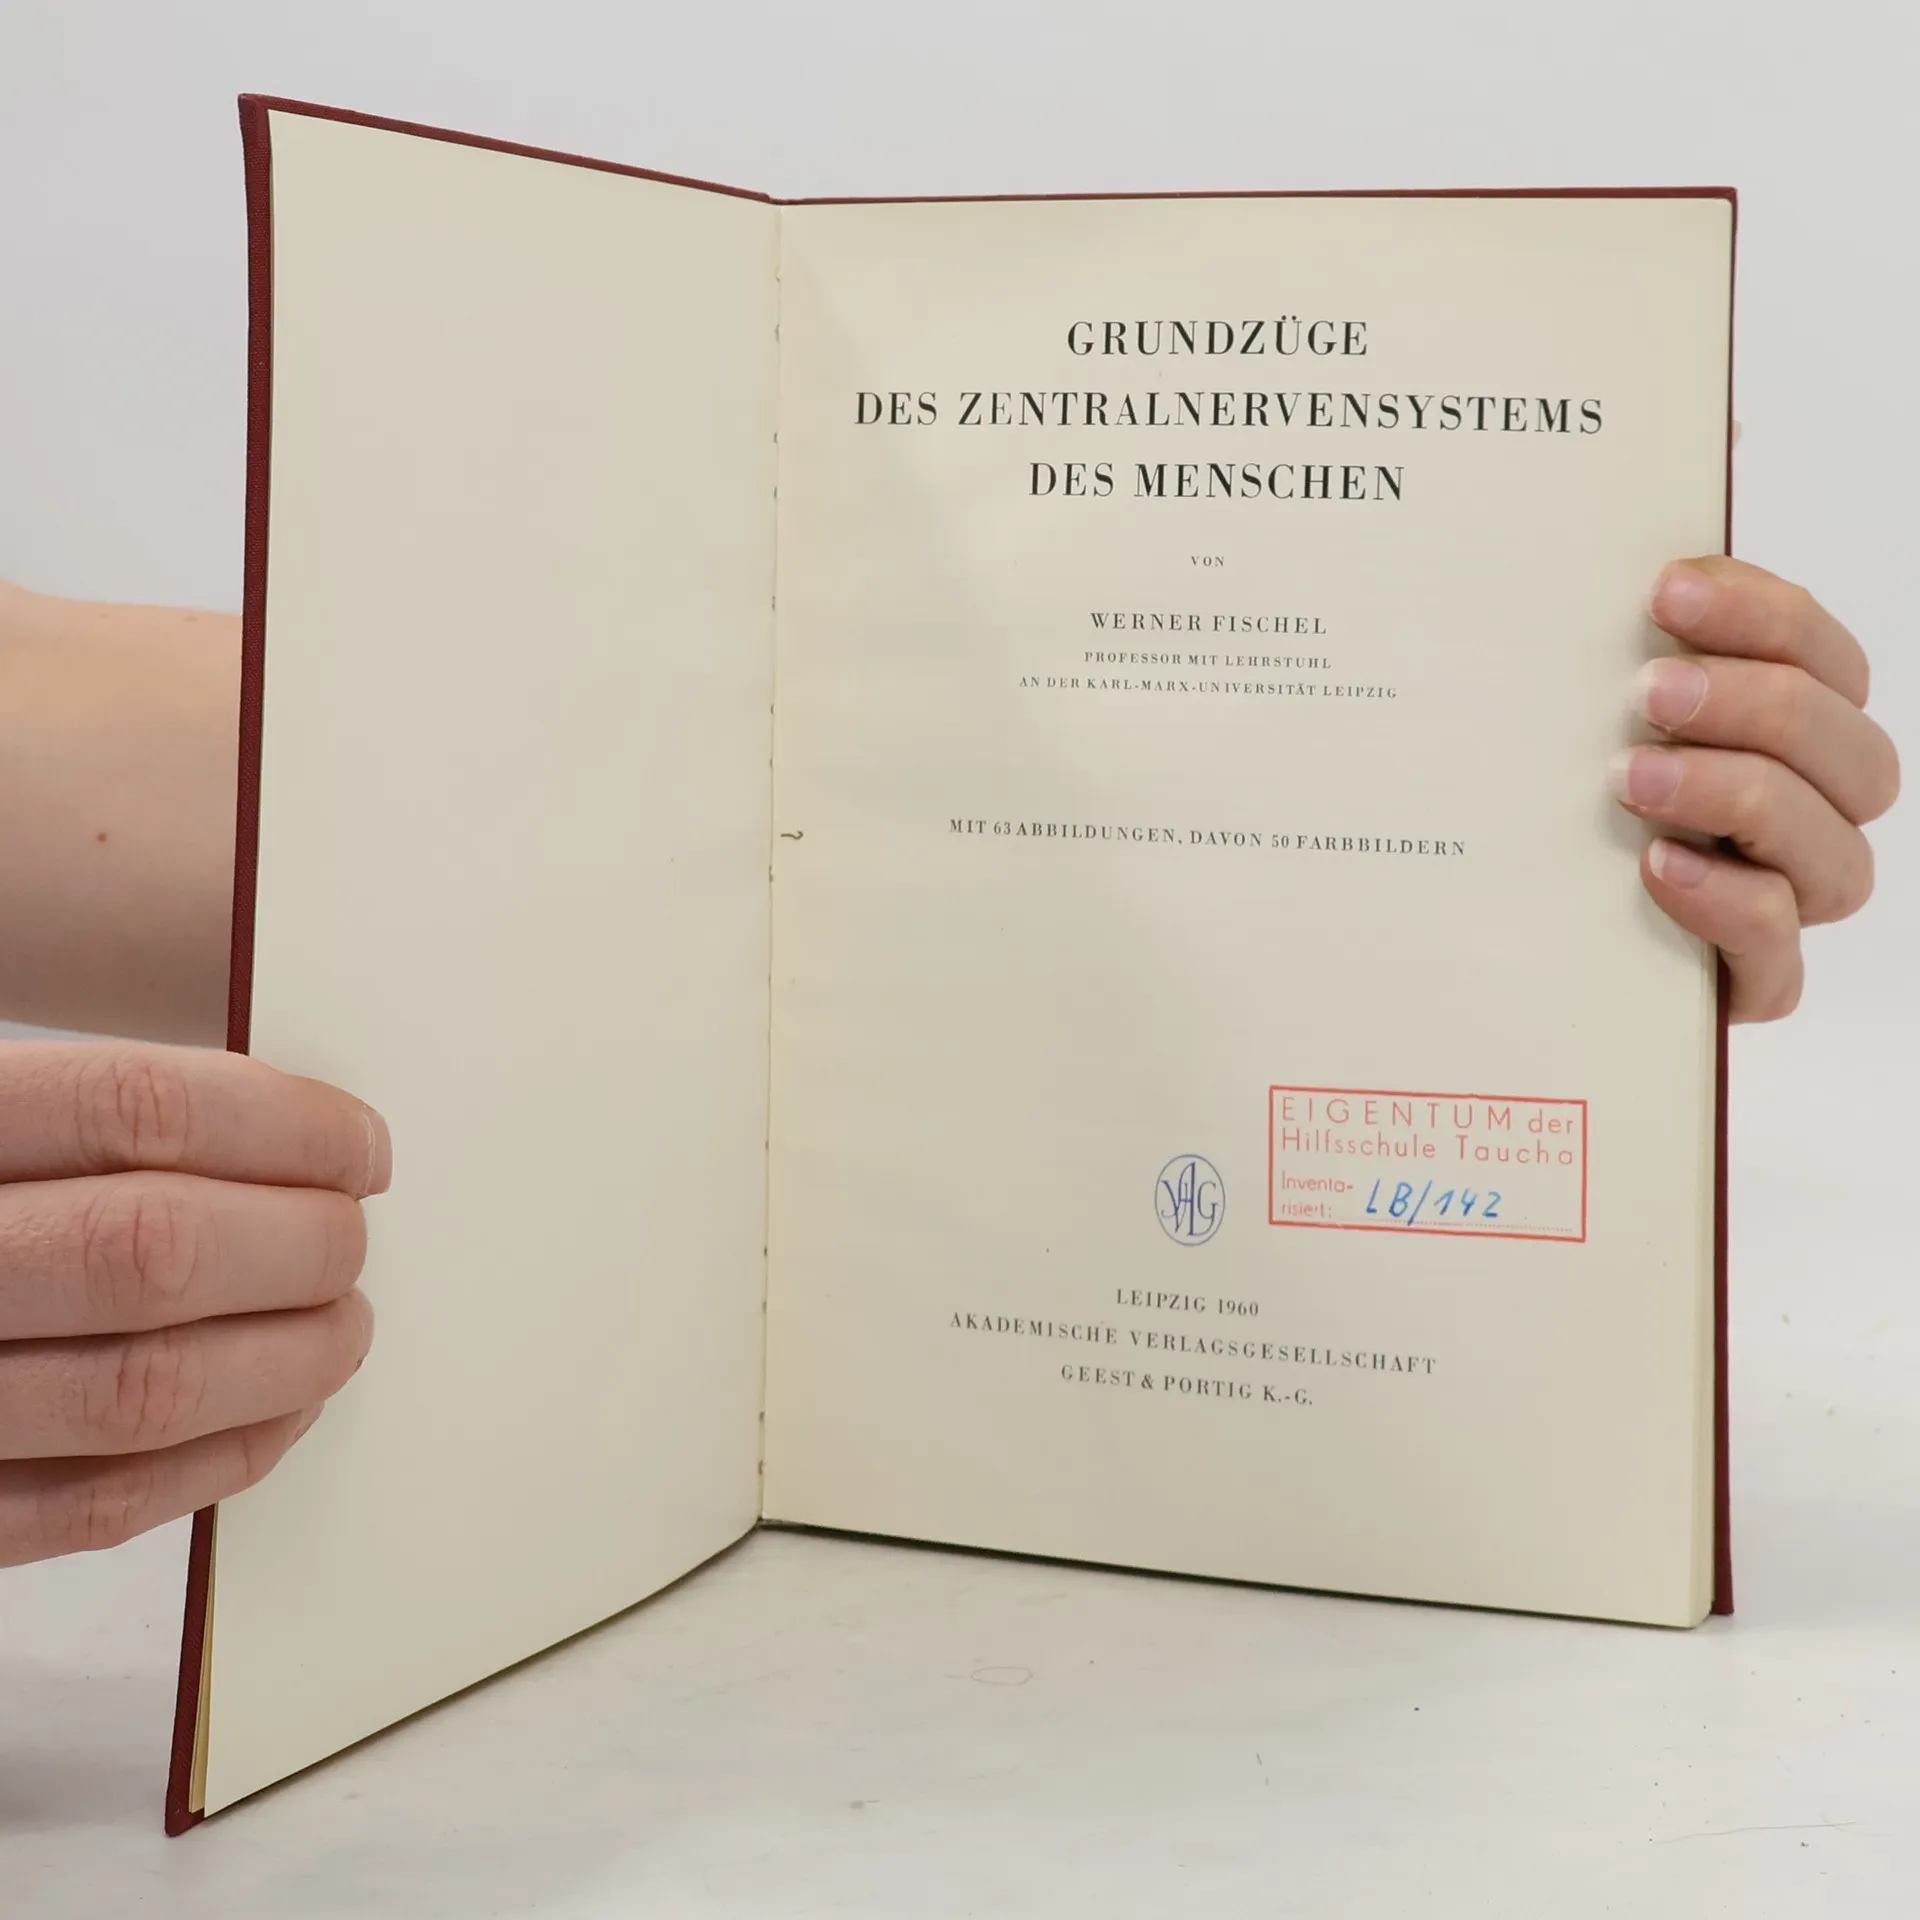 GRUNDZÜGE
DES ZENTRALNERVENSYSTEMS
DES MENSCHEN
VON
WERNER FISCHEL
PROFESSOR MIT LEHRSTUHL
AN DER KARL-MARX-UNIVERSITÄT LEIPZIG
MIT 63 ABBILDUNGEN, DAVON 50 FARBBILDERN
EIGENTUM der
Hilfsschule Taucha
Inventa-
risiert: LB/142
VAG
LEIPZIG 1960
AKADEMISCHE VERLAGSGESELLSCHAFT
GEEST & PORTIG K.-G.